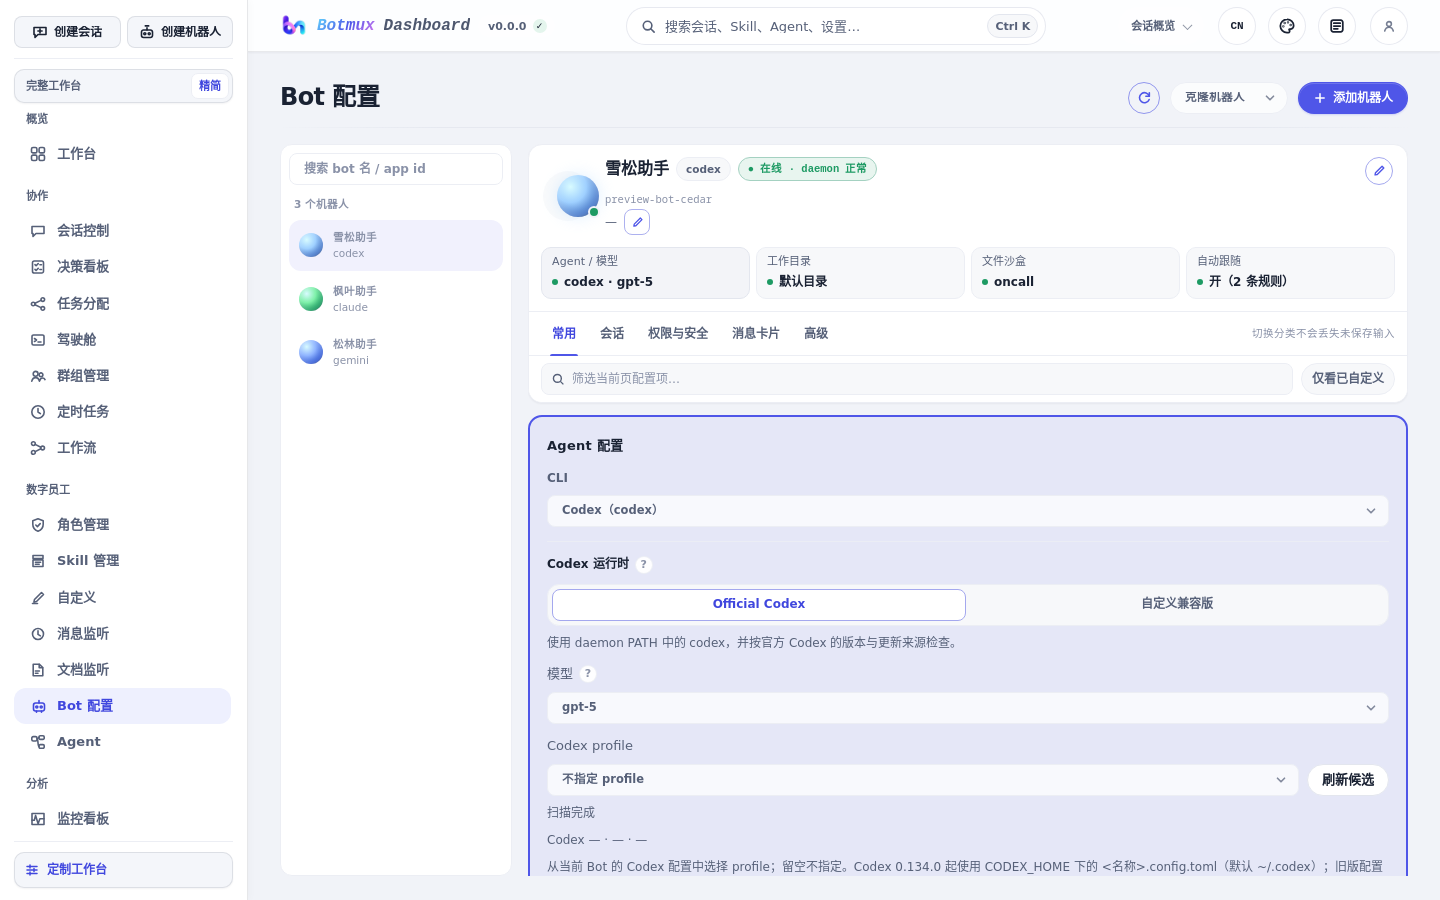 创建会话
创建机器人
完整工作台
精简
概览
工作台
协作
会话控制
决策看板
任务分配
驾驶舱
群组管理
定时任务
工作流
数字员工
角色管理
Skill 管理
自定义
消息监听
文档监听
Bot 配置
Agent
分析
监控看板
定制工作台
Botmux Dashboard
v0.0.0
✓
搜索会话、Skill、Agent、设置…
Ctrl K
会话概览
CN
Bot 配置
克隆机器人
添加机器人
搜索 bot 名 / app id
3 个机器人
雪松助手
codex
枫叶助手
claude
松林助手
gemini
雪松助手
codex
在线 · daemon 正常
preview-bot-cedar
—
Agent / 模型
codex · gpt-5
工作目录
默认目录
文件沙盒
oncall
自动跟随
开（2 条规则）
常用
会话
权限与安全
消息卡片
高级
切换分类不会丢失未保存输入
筛选当前页配置项…
仅看已自定义
Agent 配置
CLI
Codex（codex）
Codex 运行时
?
Official Codex
自定义兼容版
使用 daemon PATH 中的 codex，并按官方 Codex 的版本与更新来源检查。
模型
?
gpt-5
Codex profile
不指定 profile
刷新候选
扫描完成
Codex — · — · —
从当前 Bot 的 Codex 配置中选择 profile；留空不指定。Codex 0.134.0 起使用 CODEX_HOME 下的 <名称>.config.toml（默认 ~/.codex）；旧版配置